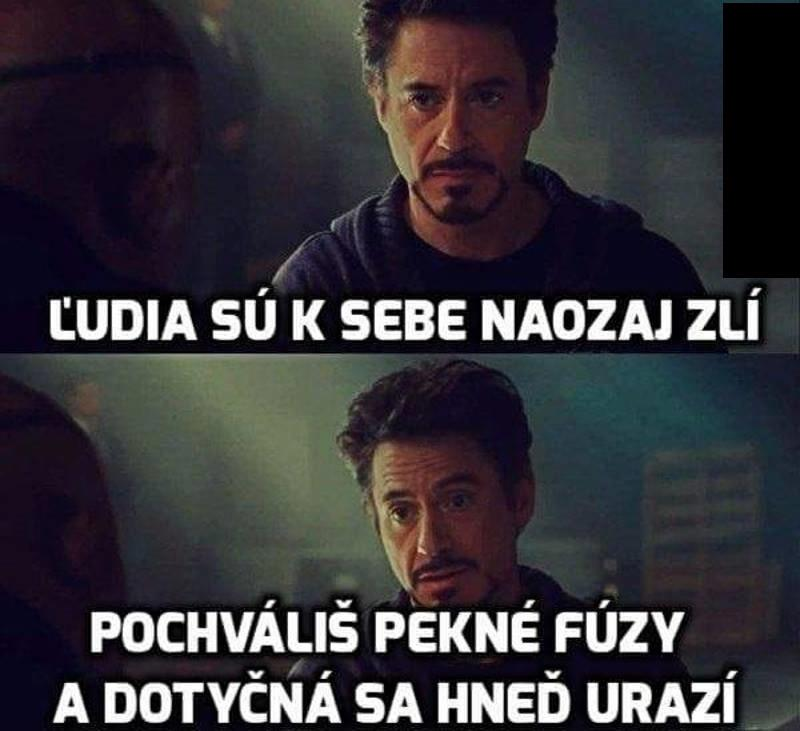 ĽUDIA SÚ K SEBE NAOZAJ ZLÍ
POCHVÁLIŠ PEKNÉ FÚZY
A DOTYČNÁ SA HNEĎ URAZÍ